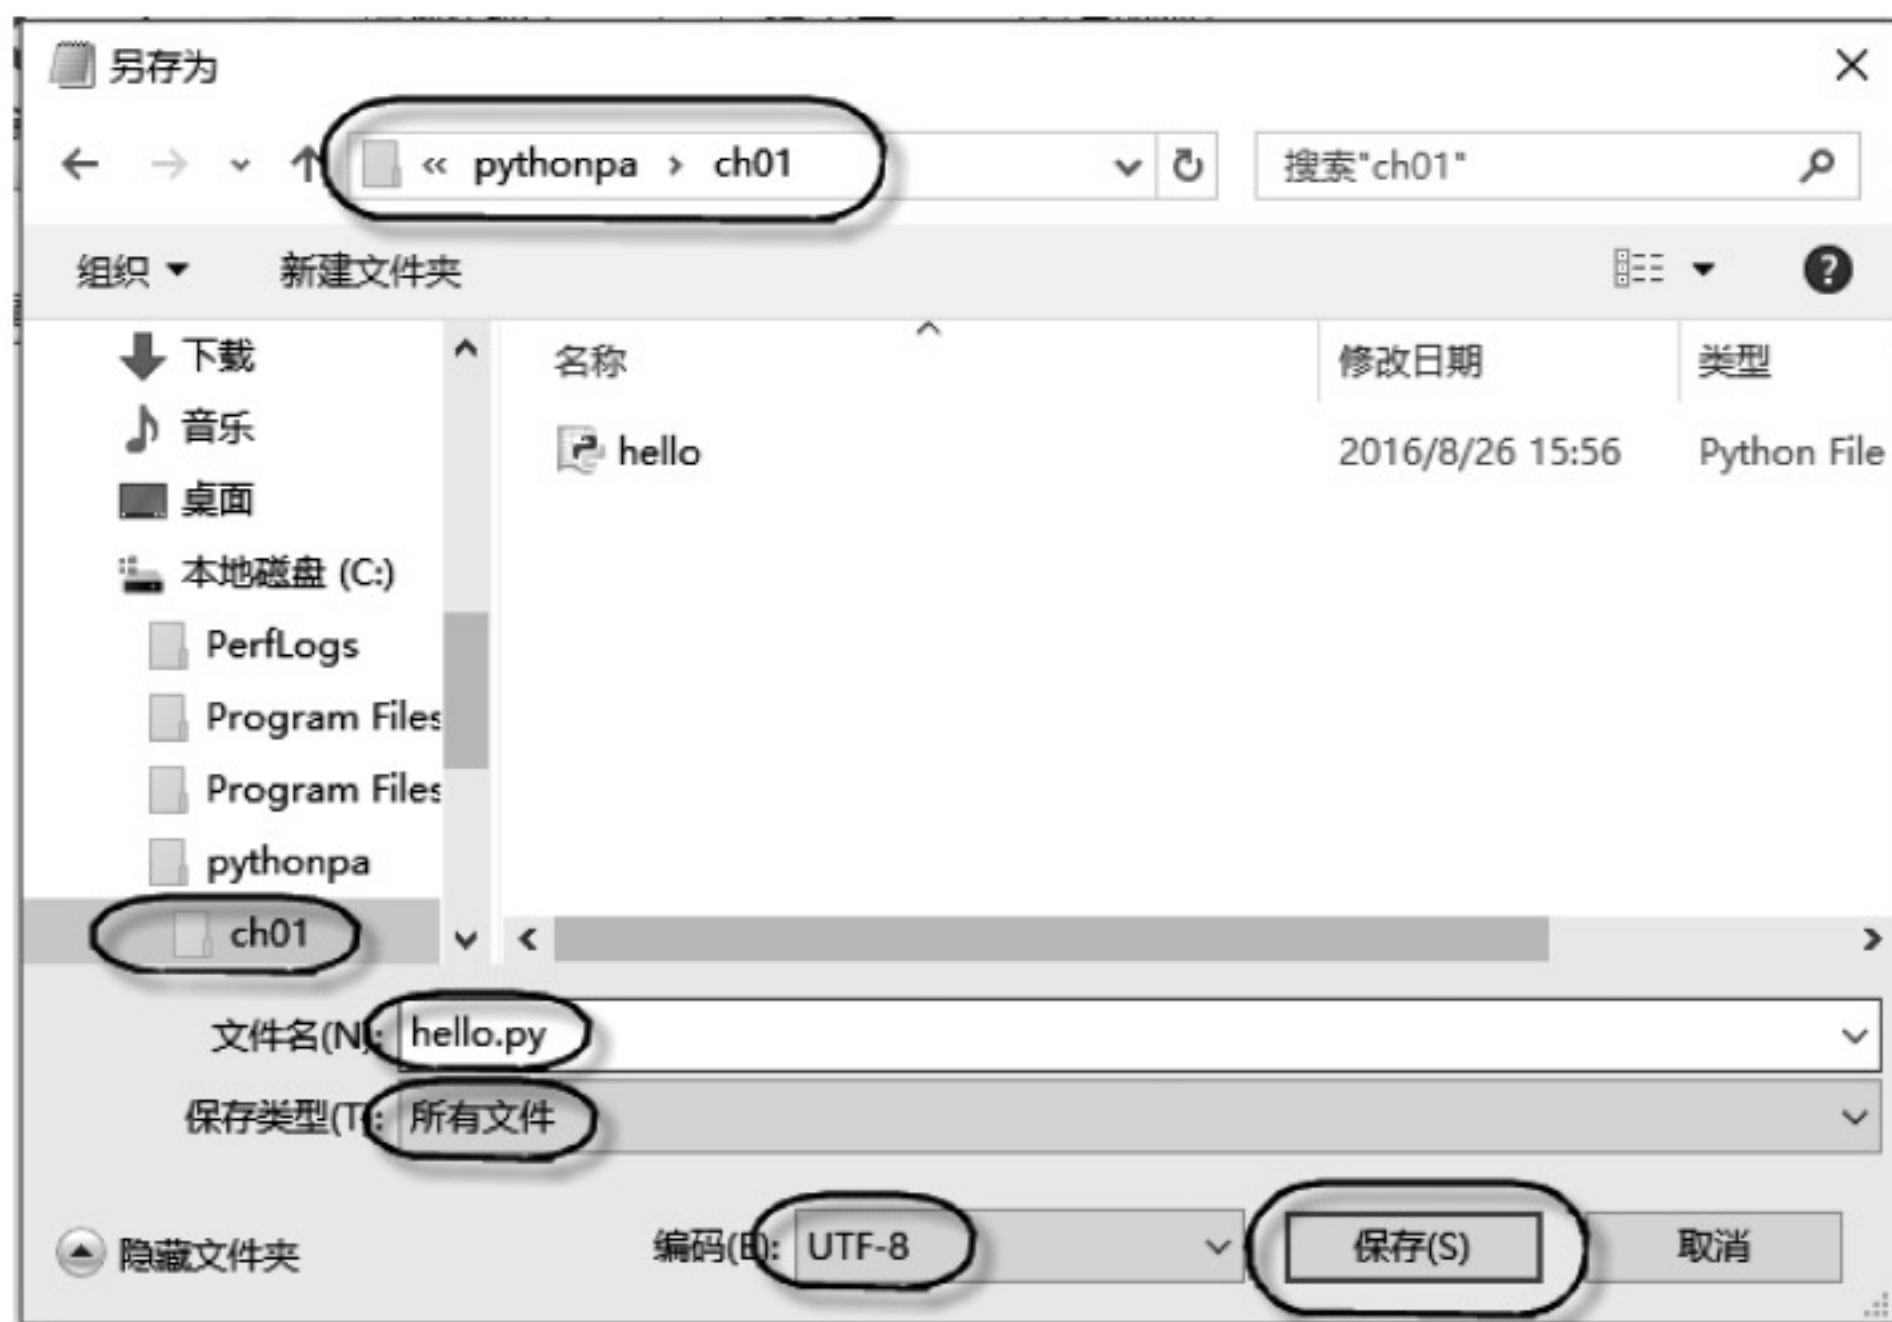 另存为
« pythonpa > ch01
搜索"ch01"
组织 新建文件夹
名称 修改日期 类型
下载
音乐
桌面
本地磁盘 (C:)
PerfLogs
Program Files
Program Files
pythonpa
ch01
hello 2016/8/26 15:56 Python File
文件名(N): hello.py
保存类型(T): 所有文件
隐藏文件夹
编码(E): UTF-8
保存(S)
取消